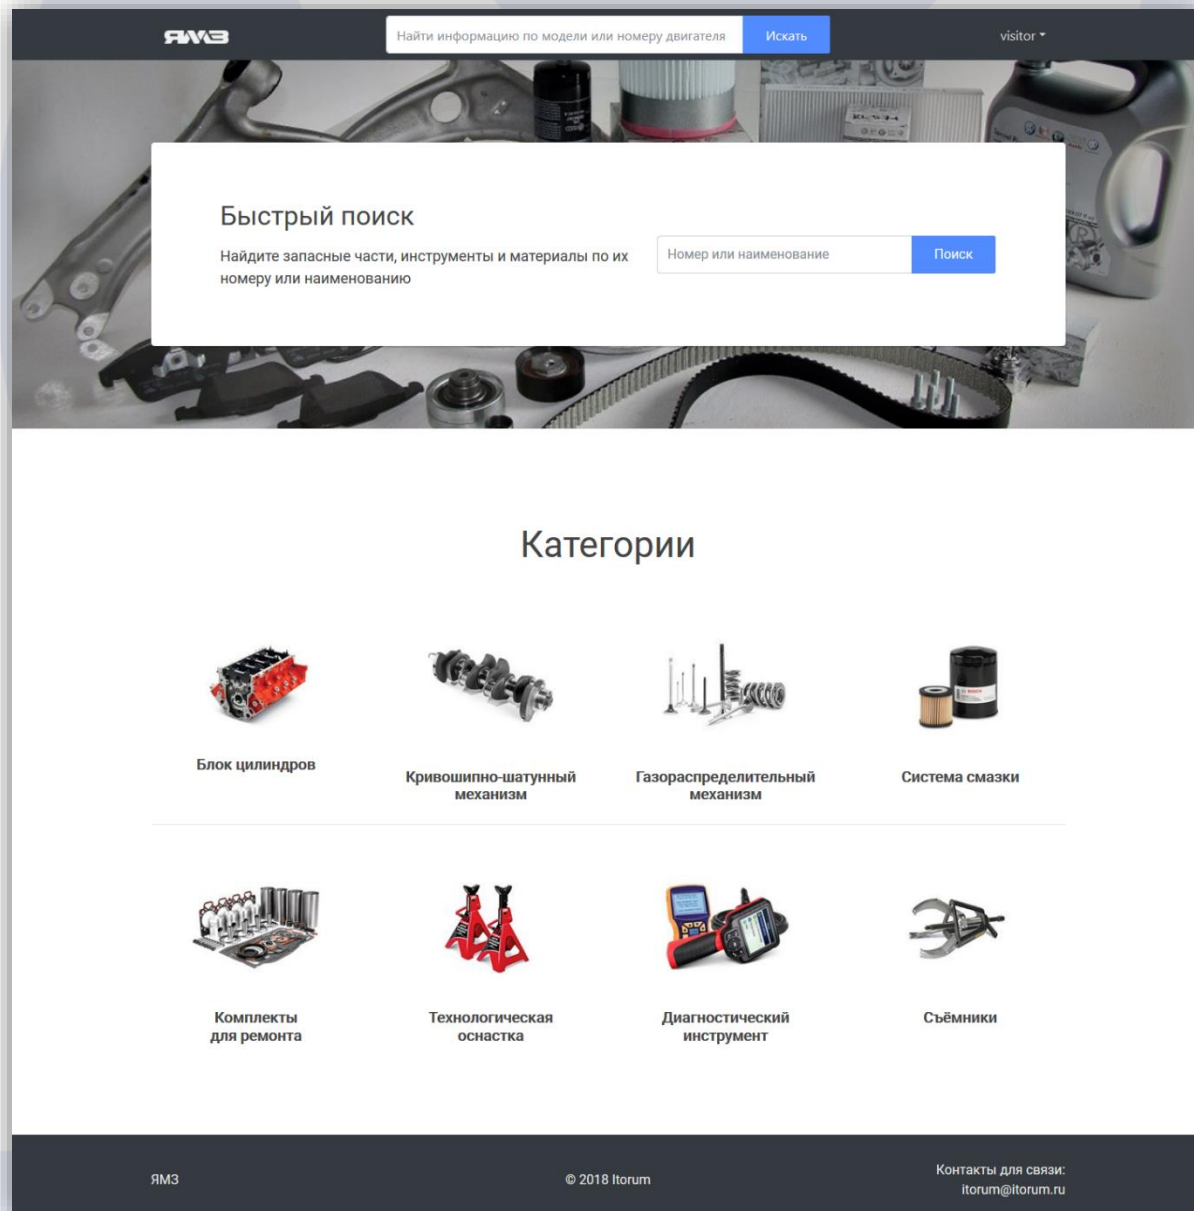 ЯМЗ
Найти информацию по модели или номеру двигателя
Искать
visitor
Быстрый поиск
Найдите запасные части, инструменты и материалы по их
номеру или наименованию
Номер или наименование
Поиск
Категории
BOSCH
Блок цилиндров
Кривошипно-шатунный
механизм
Газораспределительный
механизм
Система смазки
Комплекты
для ремонта
Технологическая
оснастка
Диагностический
инструмент
Съёмники
ЯМЗ
© 2018 Itorum
Контакты для связи:
itorum@itorum.ru